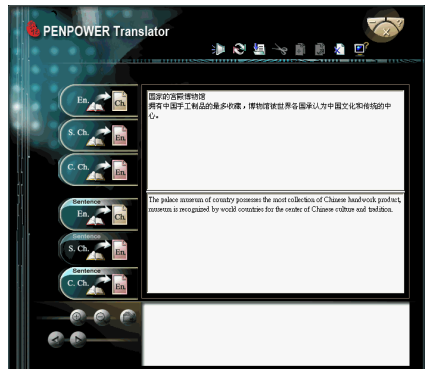 PENPOWER Translator
En.
Ch.
S. Ch.
En.
C. Ch.
En.
Sentence
En.
Ch.
Sentence
S. Ch.
En.
Sentence
C. Ch.
En.
国家的宫殿博物馆
拥有中国手工制品的最多收藏，博物馆被世界各国承认为中国文化和传统的中
心。
The palace museum of country possesses the most collection of Chinese handwork product,
museum is recognized by world countries for the center of Chinese culture and tradition.